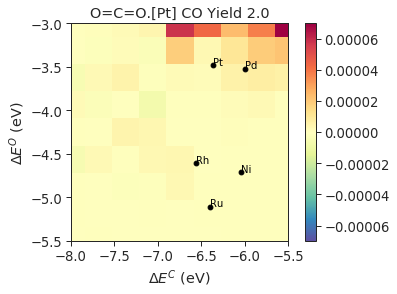 O=C=O.[Pt] CO Yield 2.0
−3.0
−3.5
−4.0
−4.5
−5.0
−5.5
ΔE^O (eV)
Pt
Pd
Rh
Ni
Ru
−8.0 −7.5 −7.0 −6.5 −6.0 −5.5
ΔE^C (eV)
0.00006
0.00004
0.00002
0.00000
−0.00002
−0.00004
−0.00006